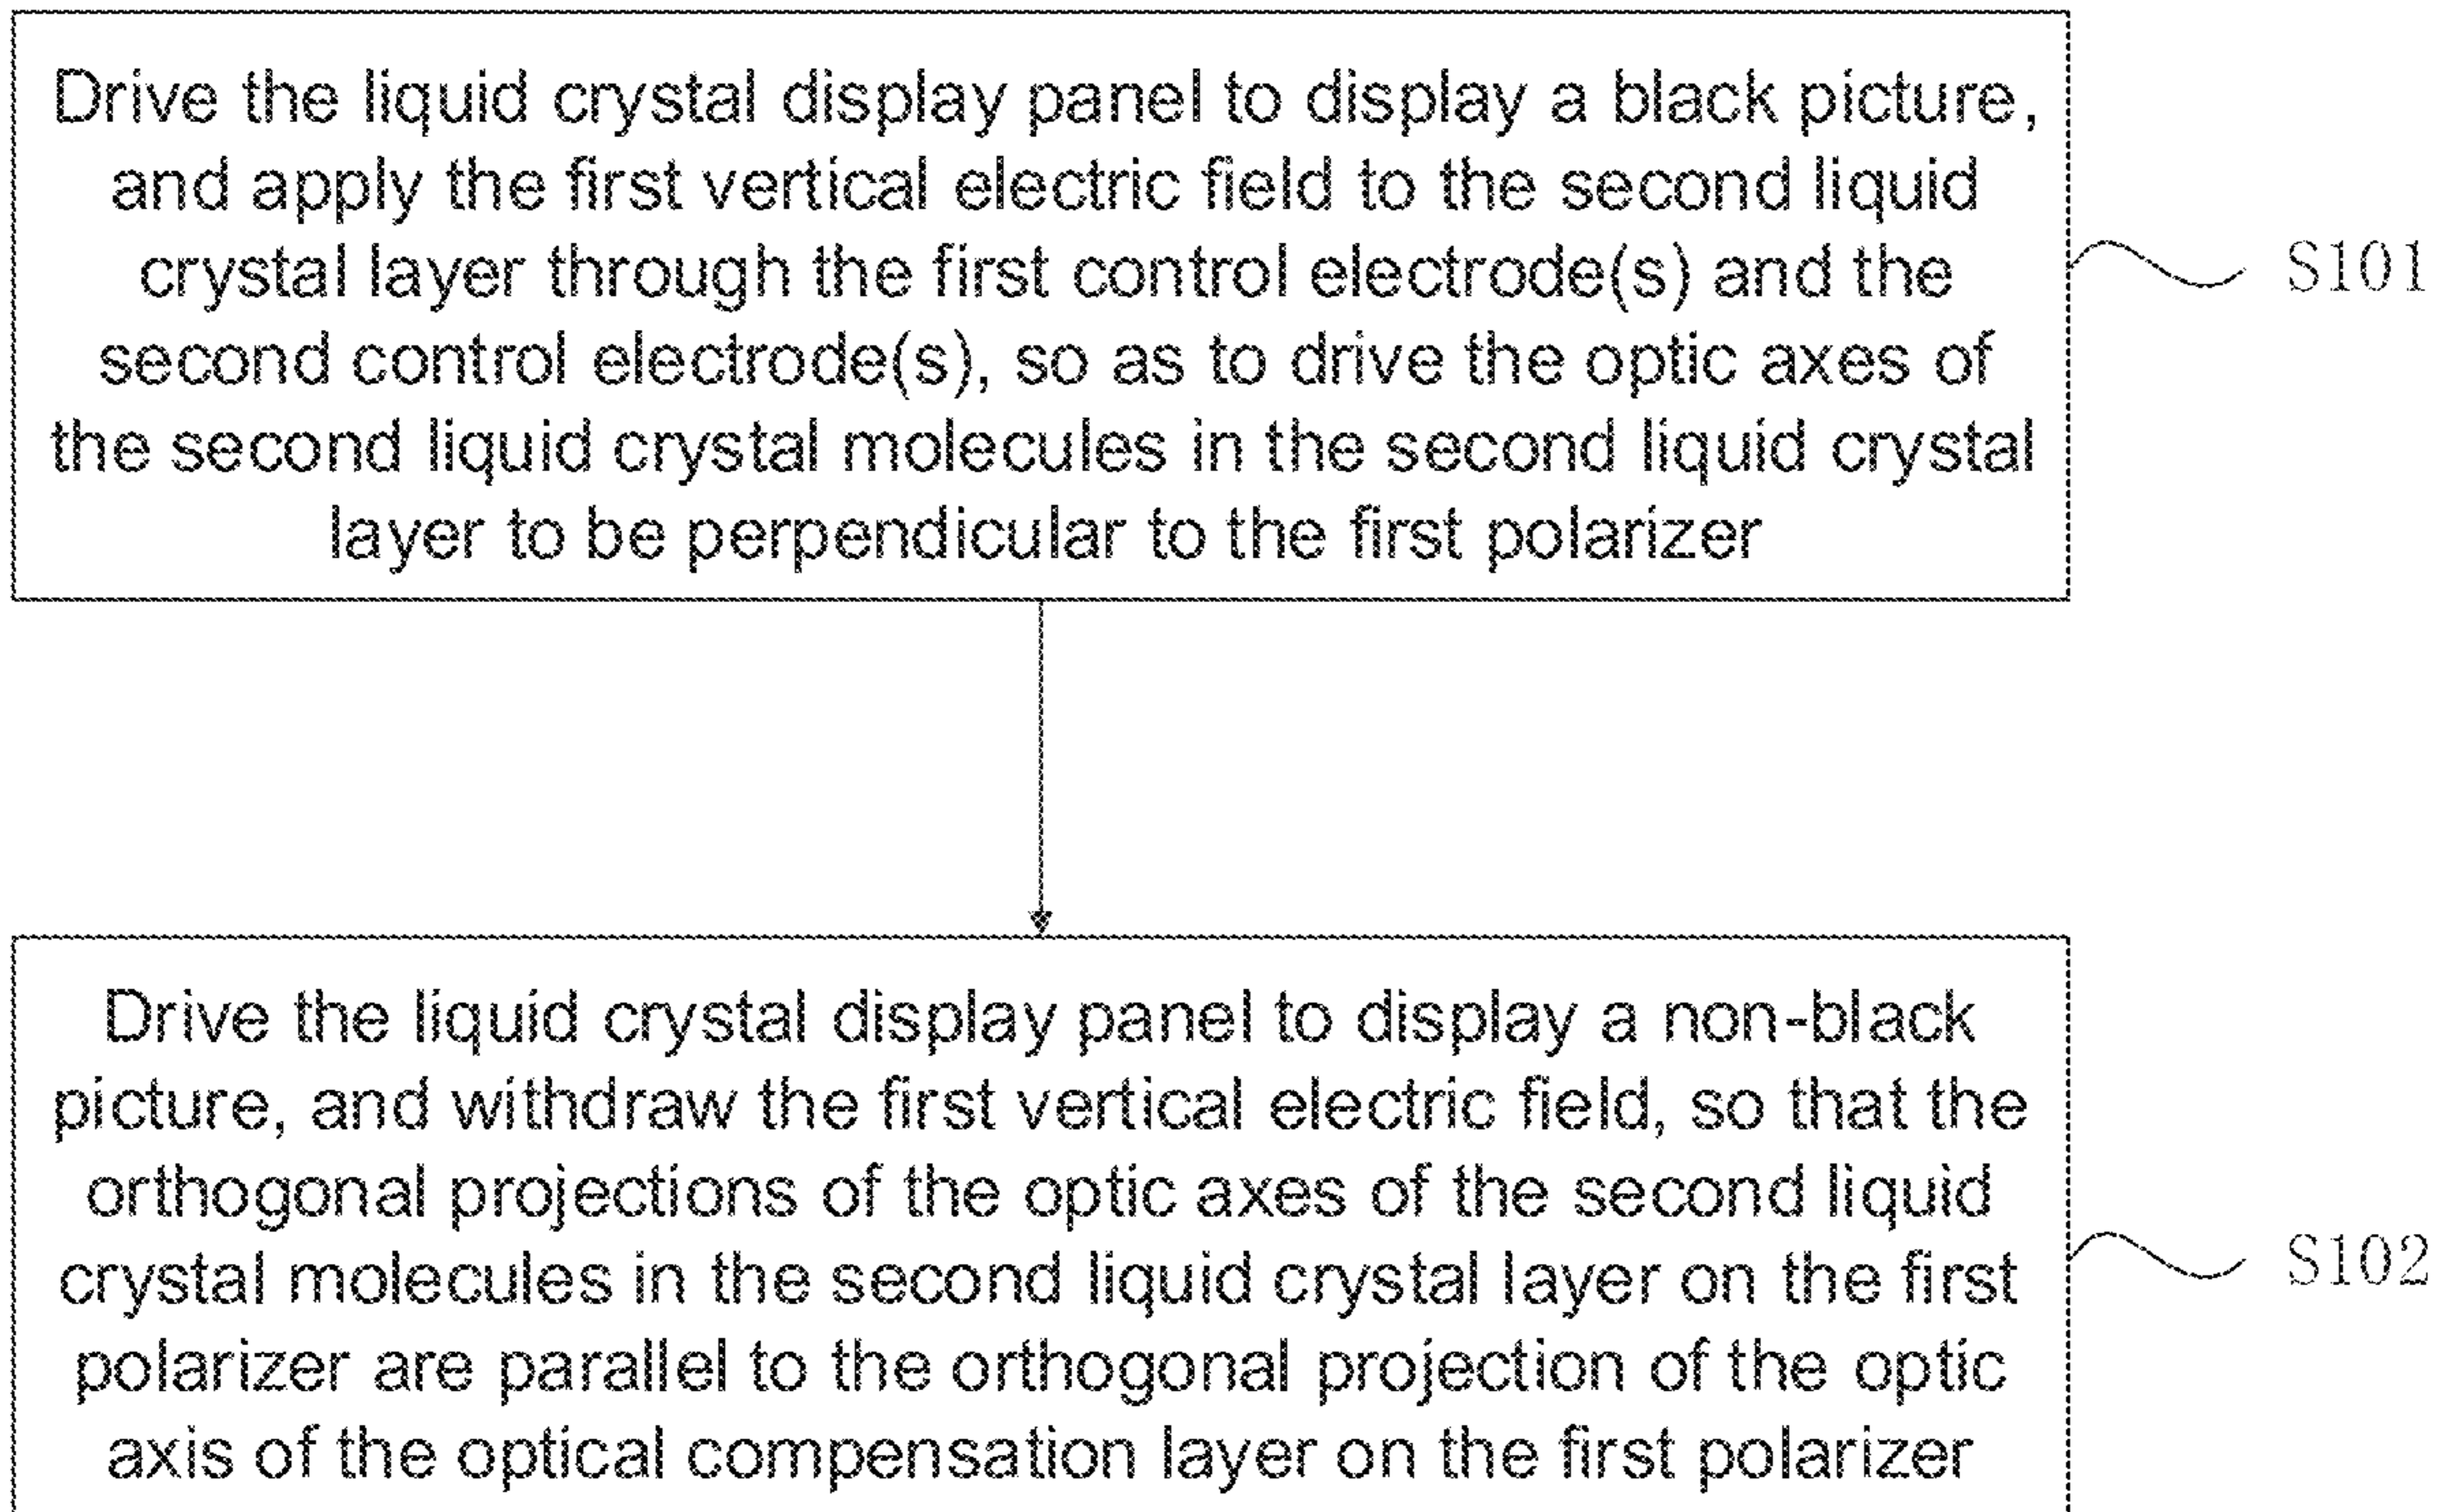 Drive the liquid crystal display panel to display a black picture,
and apply the first vertical electric field to the second liquid
crystal layer through the first control electrode(s) and the
second control electrode(s), so as to drive the optic axes of
the second liquid crystal molecules in the second liquid crystal
layer to be perpendicular to the first polarizer
S101
Drive the liquid crystal display panel to display a non-black
picture, and withdraw the first vertical electric field, so that the
orthogonal projections of the optic axes of the second liquid
crystal molecules in the second liquid crystal layer on the first
polarizer are parallel to the orthogonal projection of the optic
axis of the optical compensation layer on the first polarizer
S102